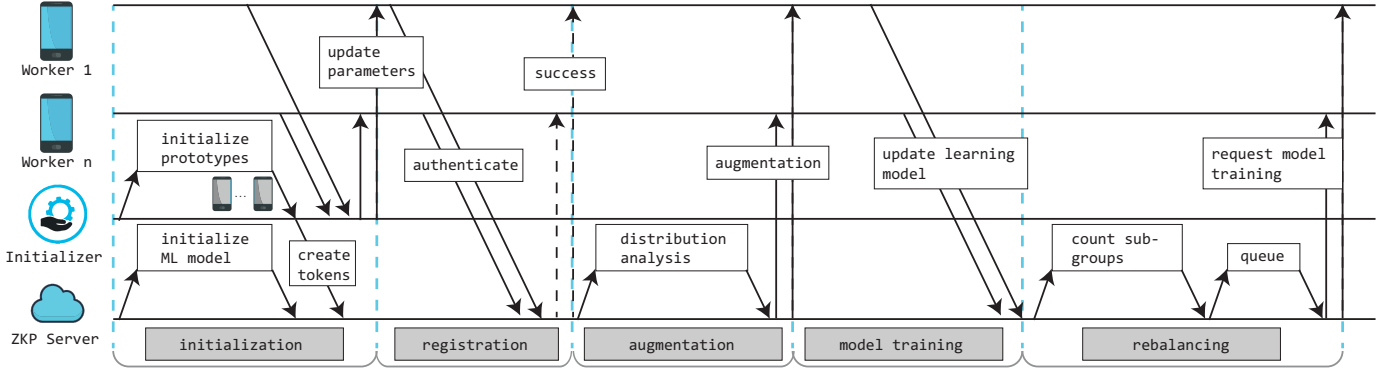 Worker 1
Worker n
Initializer
ZKP Server
update
parameters
success
initialize
prototypes
...
authenticate
augmentation
update learning
model
request model
training
initialize
ML model
create
tokens
distribution
analysis
count sub-
groups
queue
initialization
registration
augmentation
model training
rebalancing